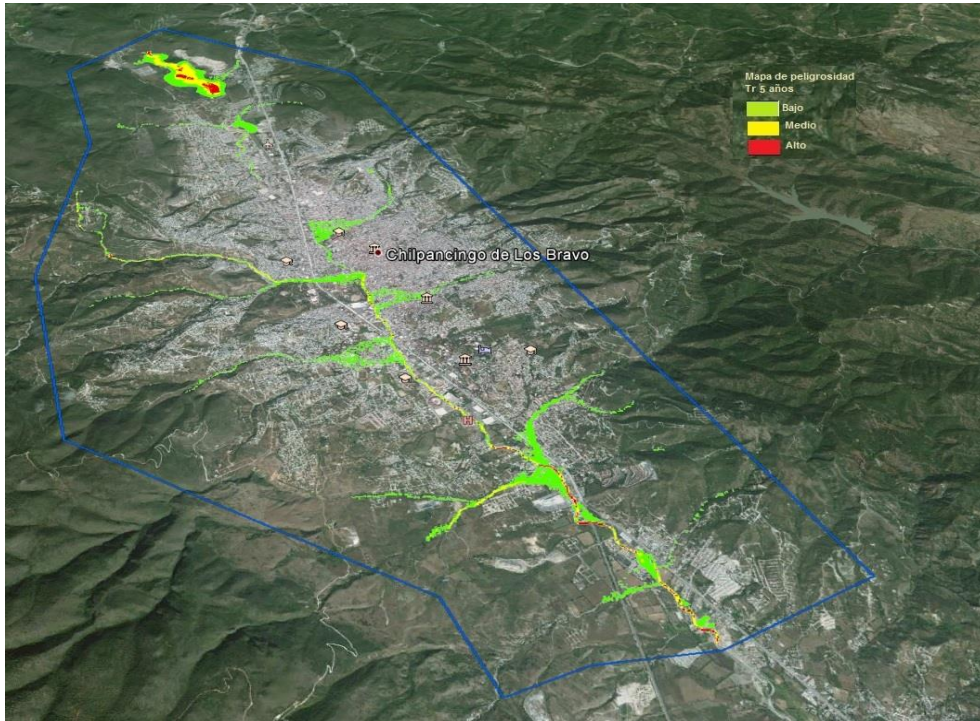 Mapa de peligrosidad
Tr 5 años
Bajo
Medio
Alto
Chilpancingo de Los Bravo
H